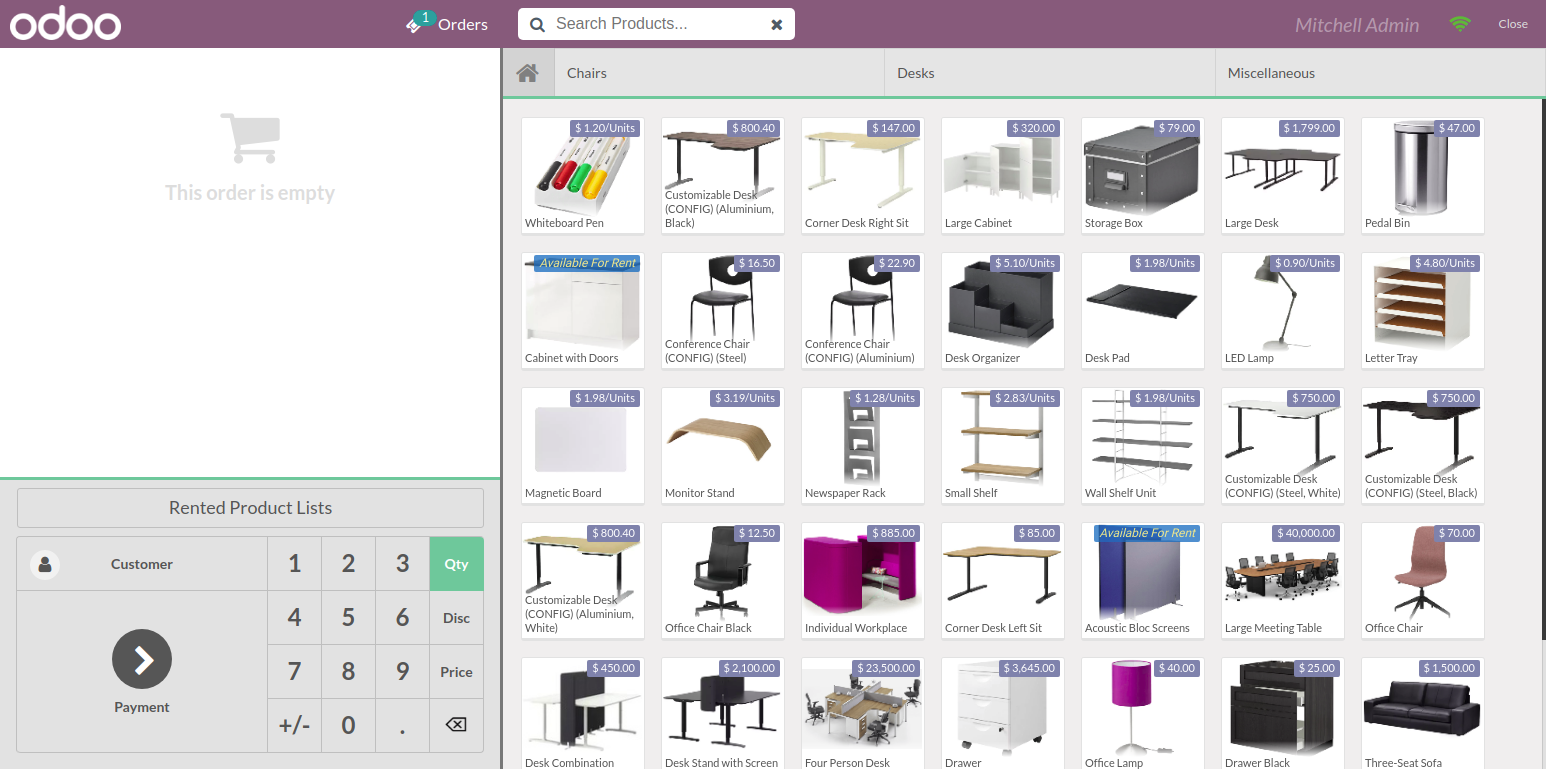 odoo
1
Orders
Search Products...
Mitchell Admin
Close
This order is empty
Rented Product Lists
Customer
Payment
1 2 3 Qty
4 5 6 Disc
7 8 9 Price
+/- 0 .
Chairs
Desks
Miscellaneous
$ 1.20/Units
Whiteboard Pen
$ 800.40
Customizable Desk
(CONFIG) (Aluminium,
Black)
$ 147.00
Corner Desk Right Sit
$ 320.00
Large Cabinet
$ 79.00
Storage Box
$ 1,799.00
Large Desk
$ 47.00
Pedal Bin
Available For Rent
Cabinet with Doors
$ 16.50
Conference Chair
(CONFIG) (Steel)
$ 22.90
Conference Chair
(CONFIG) (Aluminium)
$ 5.10/Units
Desk Organizer
$ 1.98/Units
Desk Pad
$ 0.90/Units
LED Lamp
$ 4.80/Units
Letter Tray
$ 1.98/Units
Magnetic Board
$ 3.19/Units
Monitor Stand
$ 1.28/Units
Newspaper Rack
$ 2.83/Units
Small Shelf
$ 1.98/Units
Wall Shelf Unit
$ 750.00
Customizable Desk
(CONFIG) (Steel, White)
$ 750.00
Customizable Desk
(CONFIG) (Steel, Black)
$ 800.40
Customizable Desk
(CONFIG) (Aluminium,
White)
$ 12.50
Office Chair Black
$ 885.00
Individual Workplace
$ 85.00
Corner Desk Left Sit
Available For Rent
Acoustic Bloc Screens
$ 40,000.00
Large Meeting Table
$ 70.00
Office Chair
$ 450.00
Desk Combination
$ 2,100.00
Desk Stand with Screen
$ 23,500.00
Four Person Desk
$ 3,645.00
Drawer
$ 40.00
Office Lamp
$ 25.00
Drawer Black
$ 1,500.00
Three-Seat Sofa